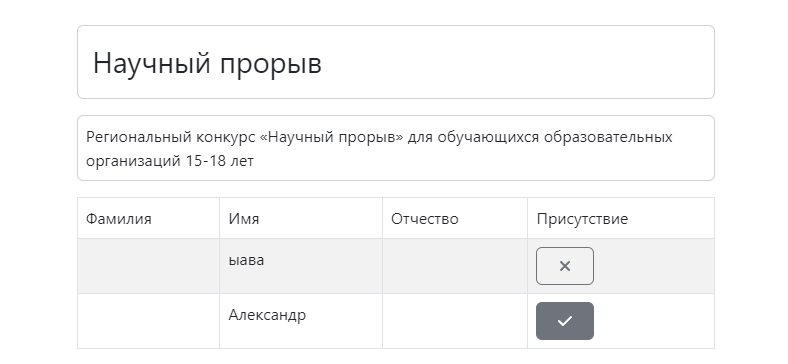 Научный прорыв
Региональный конкурс «Научный прорыв» для обучающихся образовательных
организаций 15-18 лет
Фамилия Имя Отчество Присутствие
ыава
Александр